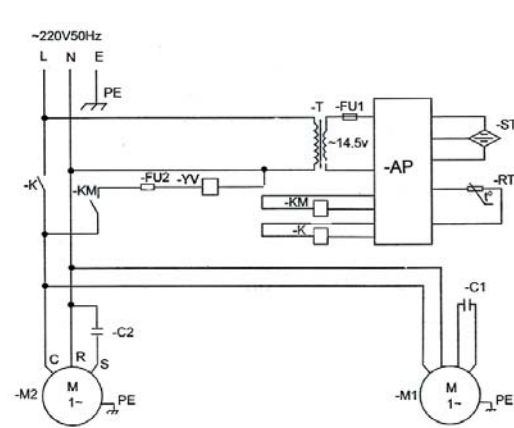 ~220V50Hz
L N E
PE
-T -FU1
-ST
~14.5v
-AP
-K -KM -FU2 -YV
-RT
t°
-KM
-K
-C1
-C2
C R S
-M2 M 1~ PE
-M1 M 1~ PE